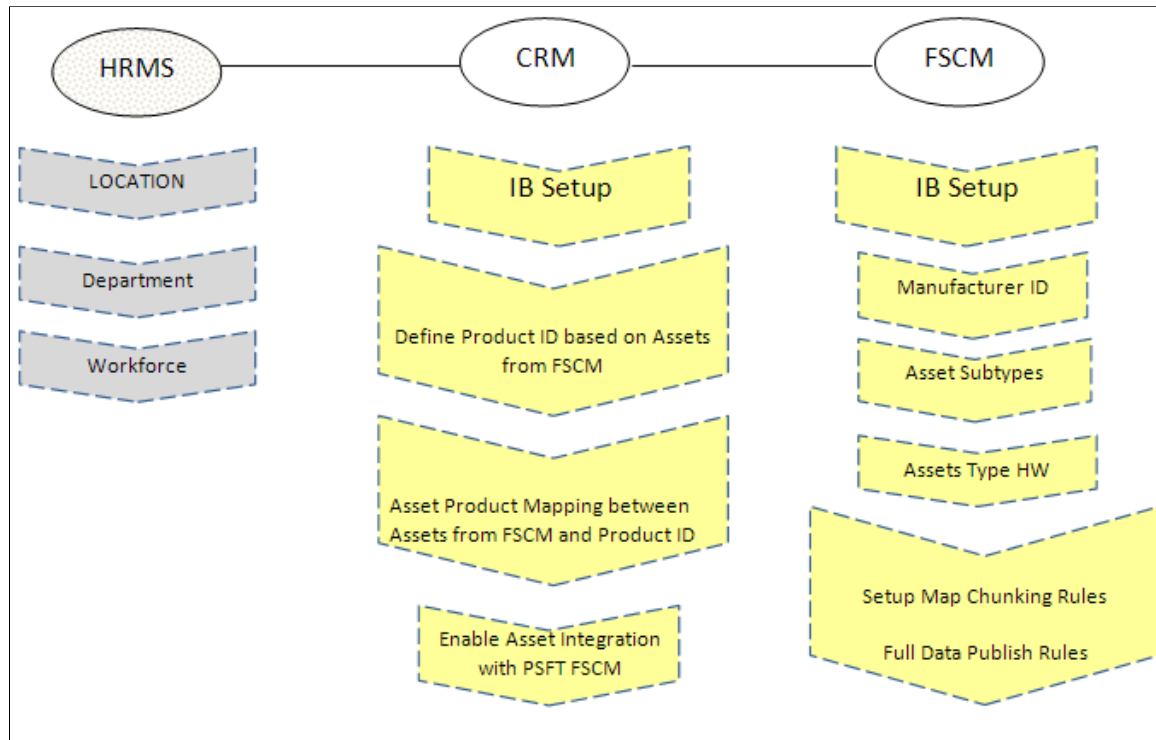 HRMS
CRM
FSCM
LOCATION
Department
Workforce
IB Setup
Define Product ID based on Assets
from FSCM
Asset Product Mapping between
Assets from FSCM and Product ID
Enable Asset Integration
with PSFT FSCM
IB Setup
Manufacturer ID
Asset Subtypes
Assets Type HW
Setup Map Chunking Rules
Full Data Publish Rules